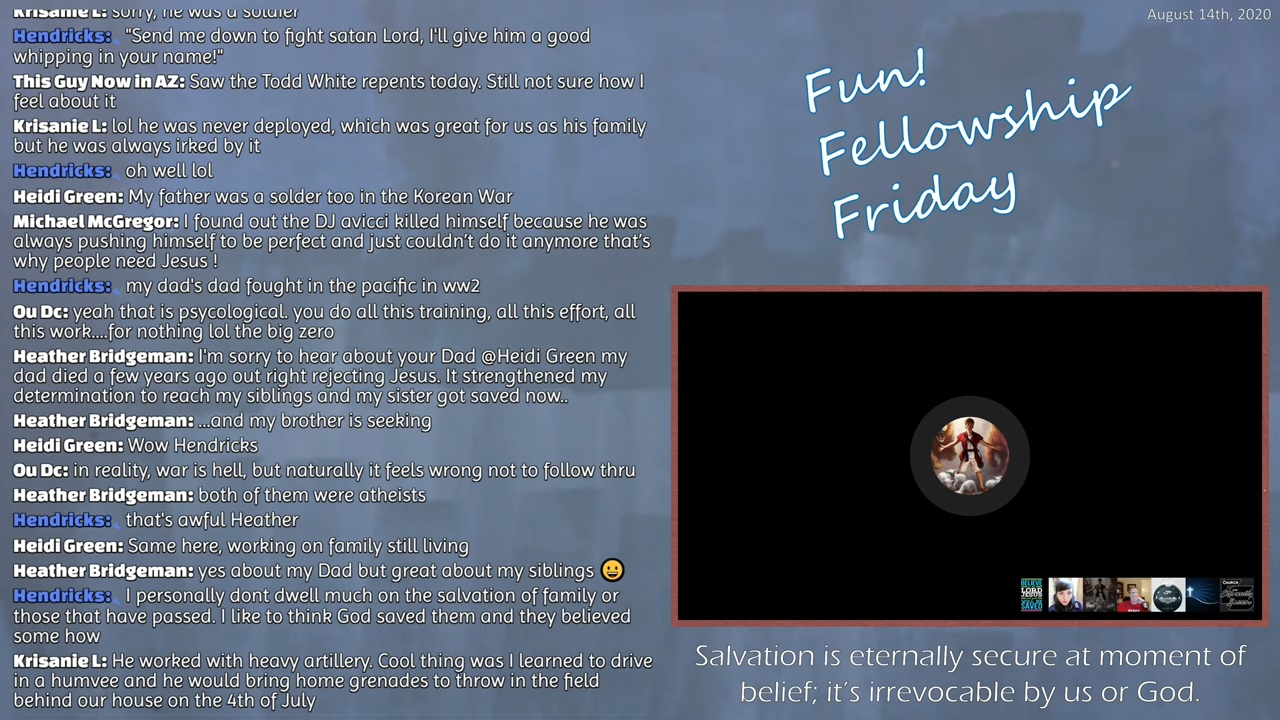 Krisanie L: sorry, he was a soldier
Hendricks: "Send me down to fight satan Lord, I'll give him a good
whipping in your name!"
This Guy Now in AZ: Saw the Todd White repents today. Still not sure how I
feel about it
Krisanie L: lol he was never deployed, which was great for us as his family
but he was always irked by it
Hendricks: oh well lol
Heidi Green: My father was a solder too in the Korean War
Michael McGregor: I found out the DJ avicci killed himself because he was
always pushing himself to be perfect and just couldn't do it anymore that's
why people need Jesus !
Hendricks: my dad's dad fought in the pacific in ww2
Ou Dc: yeah that is psycological. you do all this training, all this effort, all
this work....for nothing lol the big zero
Heather Bridgeman: I'm sorry to hear about your Dad @Heidi Green my
dad died a few years ago out right rejecting Jesus. It strengthened my
determination to reach my siblings and my sister got saved now..
Heather Bridgeman: ...and my brother is seeking
Heidi Green: Wow Hendricks
Ou Dc: in reality, war is hell, but naturally it feels wrong not to follow thru
Heather Bridgeman: both of them were atheists
Hendricks: that's awful Heather
Heidi Green: Same here, working on family still living
Heather Bridgeman: yes about my Dad but great about my siblings 😀
Hendricks: I personally dont dwell much on the salvation of family or
those that have passed. I like to think God saved them and they believed
some how
Krisanie L: He worked with heavy artillery. Cool thing was I learned to drive
in a humvee and he would bring home grenades to throw in the field
behind our house on the 4th of July
August 14th, 2020
Fun!
Fellowship
Friday
BELIEVE
LORD
JESUS
SAVED
CHURCH
Salvation is eternally secure at moment of
belief; it's irrevocable by us or God.